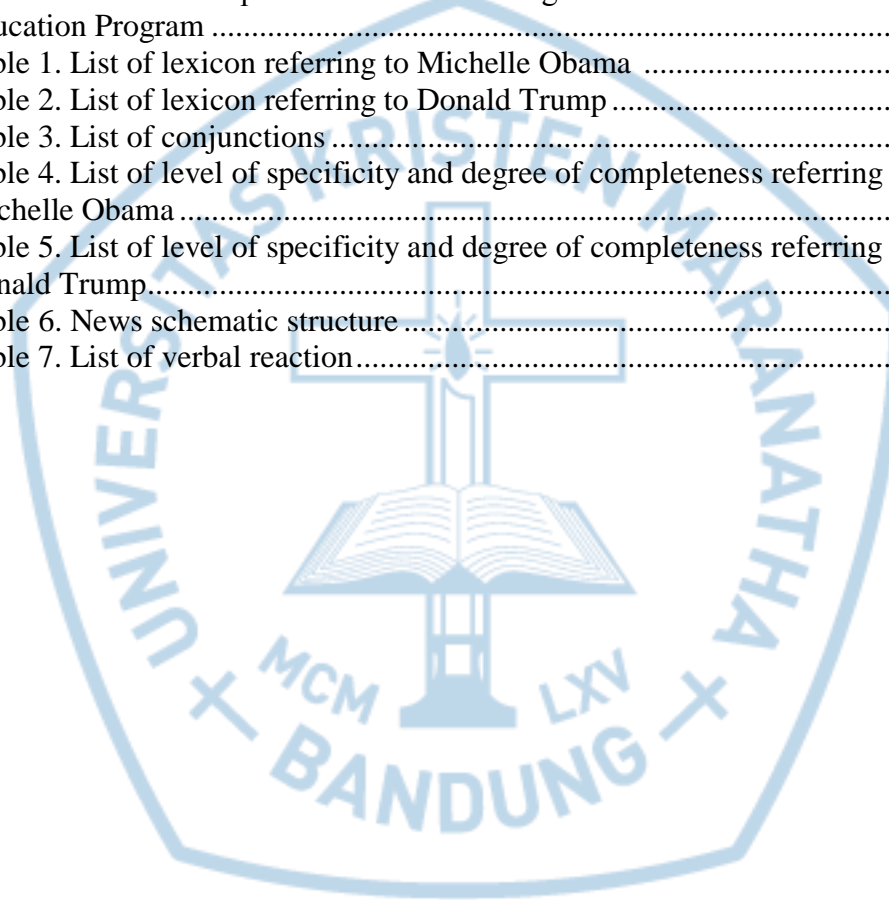 ucation Program ....................................................................................
ble 1. List of lexicon referring to Michelle Obama ..............................
ble 2. List of lexicon referring to Donald Trump ..................................
ble 3. List of conjunctions .....................................................................
ble 4. List of level of specificity and degree of completeness referring
ichelle Obama .......................................................................................
ble 5. List of level of specificity and degree of completeness referring
nald Trump...........................................................................................
ble 6. News schematic structure ............................................................
ble 7. List of verbal reaction..................................................................
UNIVERSITAS KRISTEN MARANATHA
MCM LXV
BANDUNG